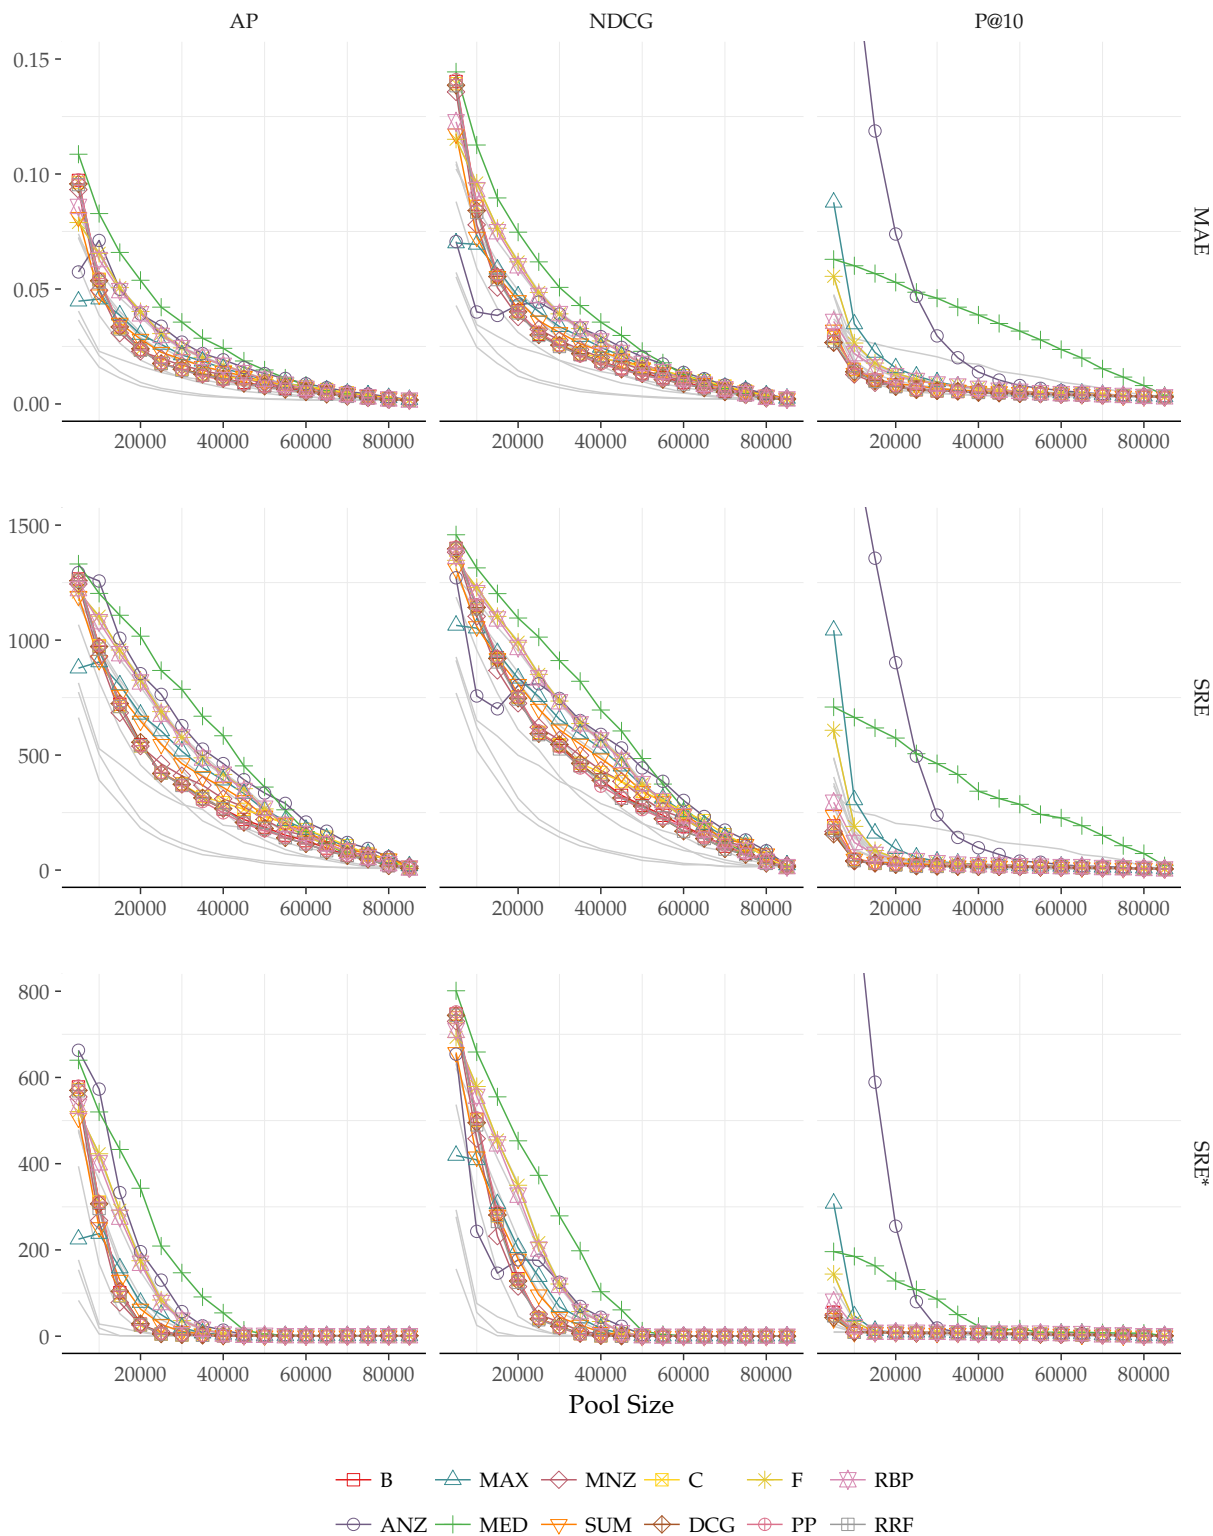 AP NDCG P@10
0.15
0.10
0.05
0.00
MAE
20000 40000 60000 80000 20000 40000 60000 80000 20000 40000 60000 80000
1500
1000
500
0
SRE
20000 40000 60000 80000 20000 40000 60000 80000 20000 40000 60000 80000
800
600
400
200
0
SRE*
20000 40000 60000 80000 20000 40000 60000 80000 20000 40000 60000 80000
Pool Size
B MAX MNZ C F RBP
ANZ MED SUM DCG PP RRF